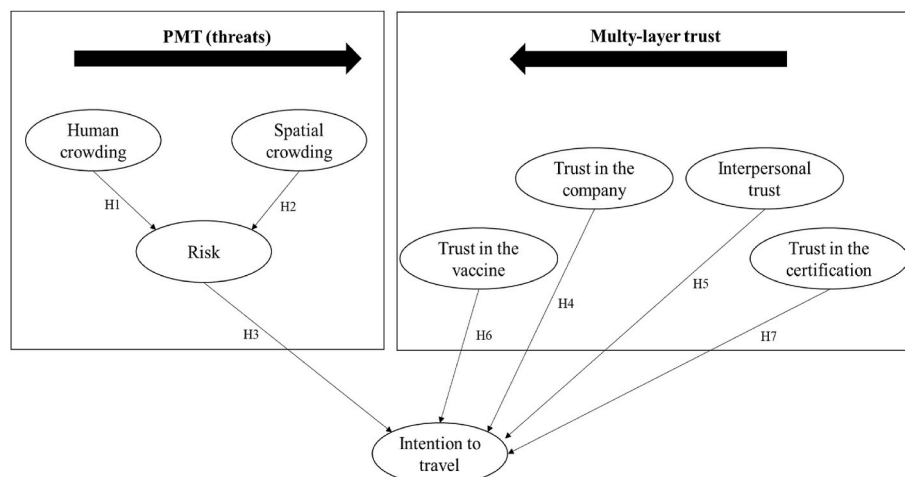 PMT (threats)
Multy-layer trust
Human
crowding
Spatial
crowding
Trust in the
company
Interpersonal
trust
H1
H2
Risk
Trust in the
vaccine
Trust in the
certification
H3
H6
H4
H5
H7
Intention to
travel